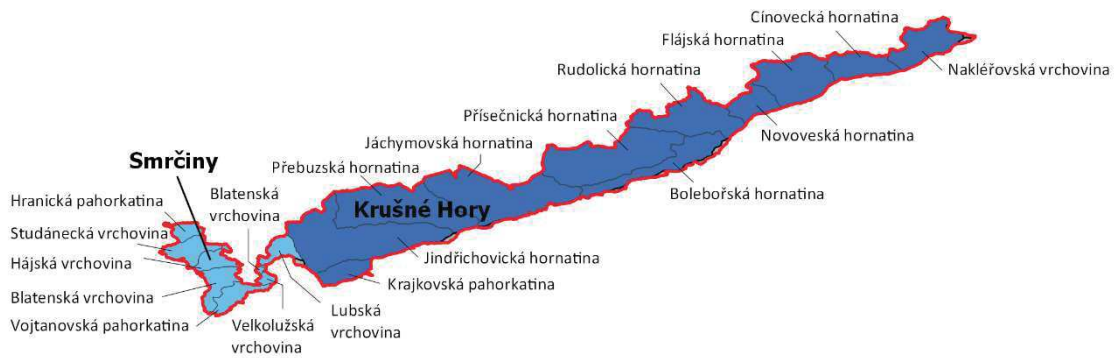 Cínovecká hornatina
Flájská hornatina
Rudolická hornatina
Nakléřovská vrchovina
Přísečnická hornatina
Novoveská hornatina
Jáchymovská hornatina
Smrčiny
Přebuzská hornatina
Blatenská
vrchovina
Bolebořská hornatina
Hranická pahorkatina
Krušné Hory
Studánecká vrchovina
Hájská vrchovina
Jindřichovická hornatina
Krajkovská pahorkatina
Blatenská vrchovina
Lubská
vrchovina
Vojtanovská pahorkatina
Velkolužská
vrchovina